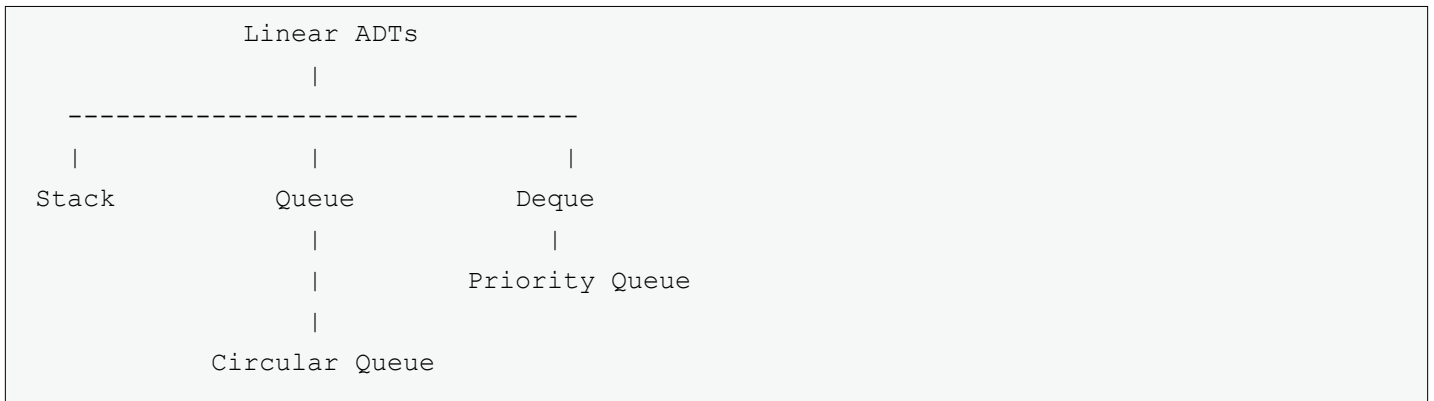 Linear ADTs
|
--------------------------------
| | |
Stack Queue Deque
| |
| Priority Queue
|
Circular Queue